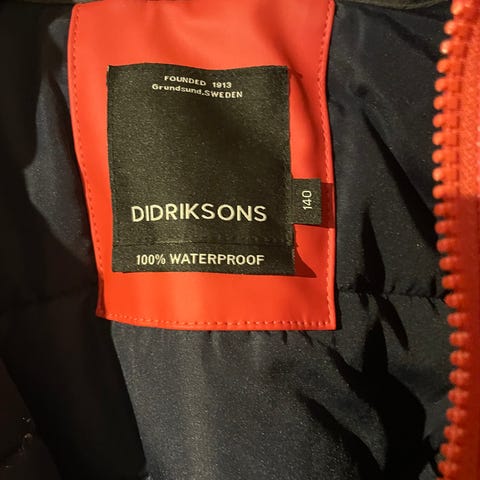 FOUNDED 1913
Grundsund.SWEDEN
DIDRIKSONS
140
100% WATERPROOF